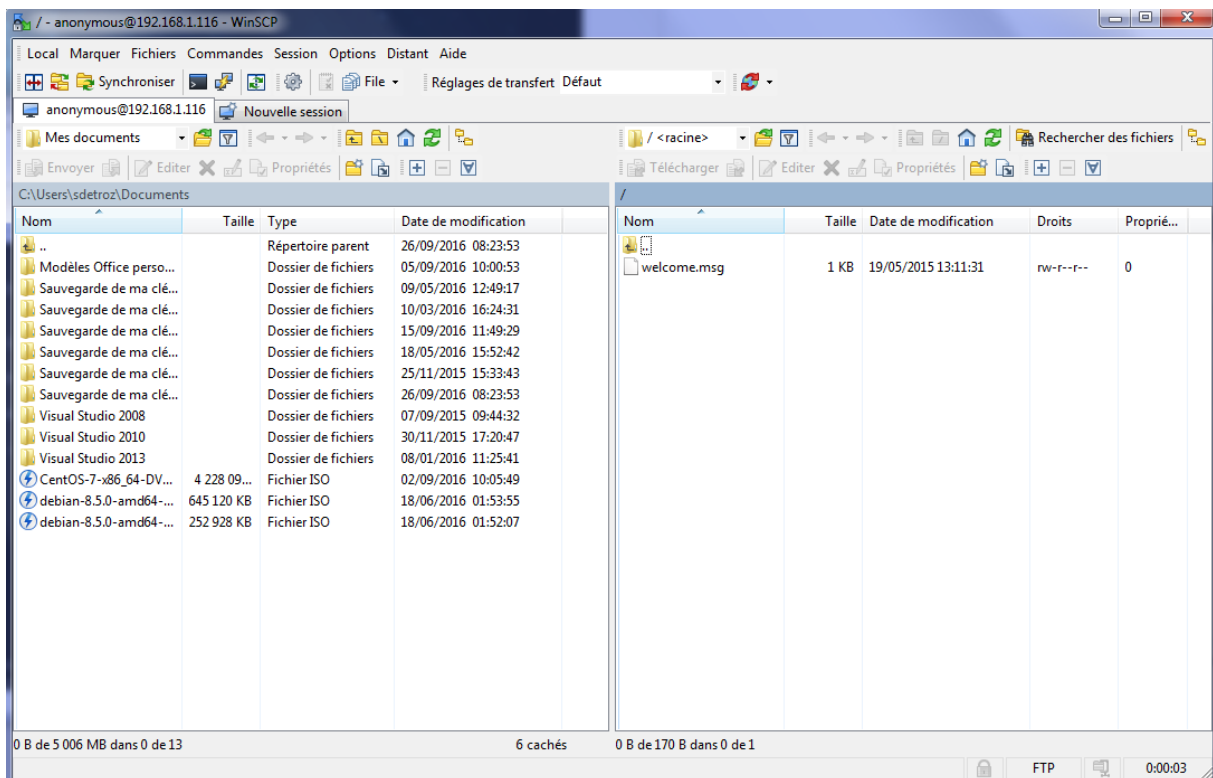 / - anonymous@192.168.1.116 - WinSCP
Local Marquer Fichiers Commandes Session Options Distant Aide
Synchroniser File Réglages de transfert Défaut
anonymous@192.168.1.116 Nouvelle session
Mes documents / <racine> Rechercher des fichiers
Envoyer Editer Propriétés Télécharger Editer Propriétés
C:\Users\sdetroz\Documents /
Nom Taille Type Date de modification Nom Taille Date de modification Droits Proprié...
.. Répertoire parent 26/09/2016 08:23:53 ..
Modèles Office perso... Dossier de fichiers 05/09/2016 10:00:53 welcome.msg 1 KB 19/05/2015 13:11:31 rw-r--r-- 0
Sauvegarde de ma clé... Dossier de fichiers 09/05/2016 12:49:17
Sauvegarde de ma clé... Dossier de fichiers 10/03/2016 16:24:31
Sauvegarde de ma clé... Dossier de fichiers 15/09/2016 11:49:29
Sauvegarde de ma clé... Dossier de fichiers 18/05/2016 15:52:42
Sauvegarde de ma clé... Dossier de fichiers 25/11/2015 15:33:43
Sauvegarde de ma clé... Dossier de fichiers 26/09/2016 08:23:53
Visual Studio 2008 Dossier de fichiers 07/09/2015 09:44:32
Visual Studio 2010 Dossier de fichiers 30/11/2015 17:20:47
Visual Studio 2013 Dossier de fichiers 08/01/2016 11:25:41
CentOS-7-x86_64-DV... 4 228 09... Fichier ISO 02/09/2016 10:05:49
debian-8.5.0-amd64-... 645 120 KB Fichier ISO 18/06/2016 01:53:55
debian-8.5.0-amd64-... 252 928 KB Fichier ISO 18/06/2016 01:52:07
0 B de 5 006 MB dans 0 de 13 6 cachés 0 B de 170 B dans 0 de 1
FTP 0:00:03